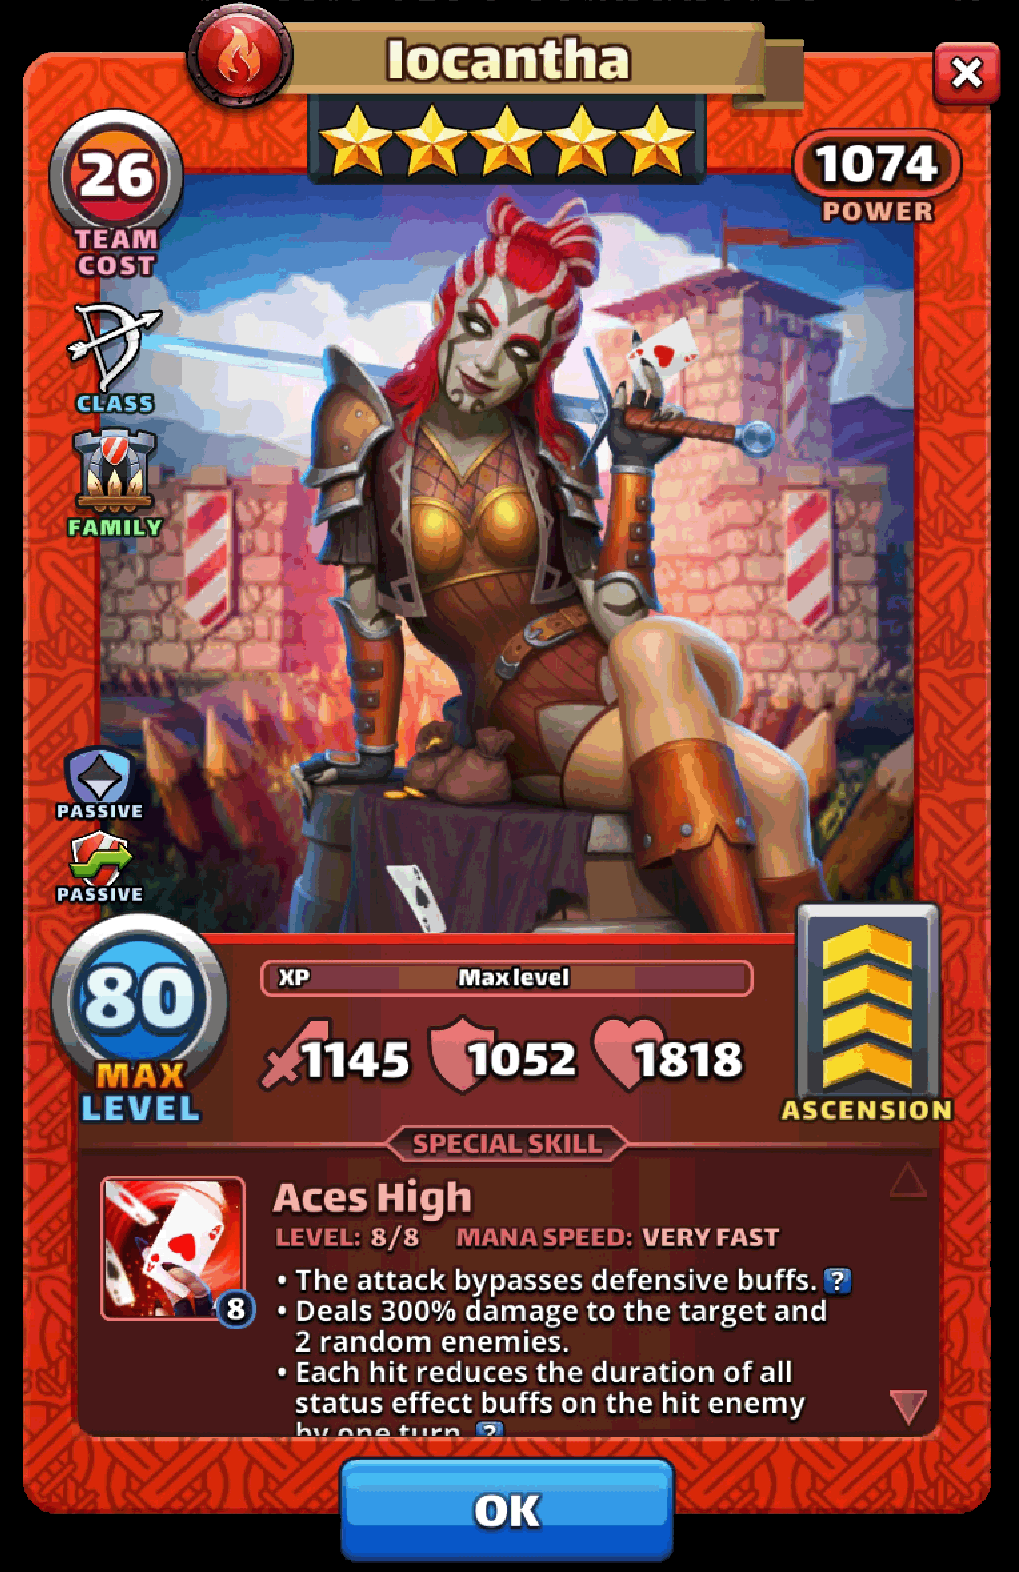 Iocantha
26
TEAM
COST
1074
POWER
CLASS
FAMILY
PASSIVE
PASSIVE
80
MAX
LEVEL
XP Max level
1145 1052 1818
ASCENSION
SPECIAL SKILL
Aces High
LEVEL: 8/8 MANA SPEED: VERY FAST
8
• The attack bypasses defensive buffs. ?
• Deals 300% damage to the target and
2 random enemies.
• Each hit reduces the duration of all
status effect buffs on the hit enemy
by one turn. ?
OK